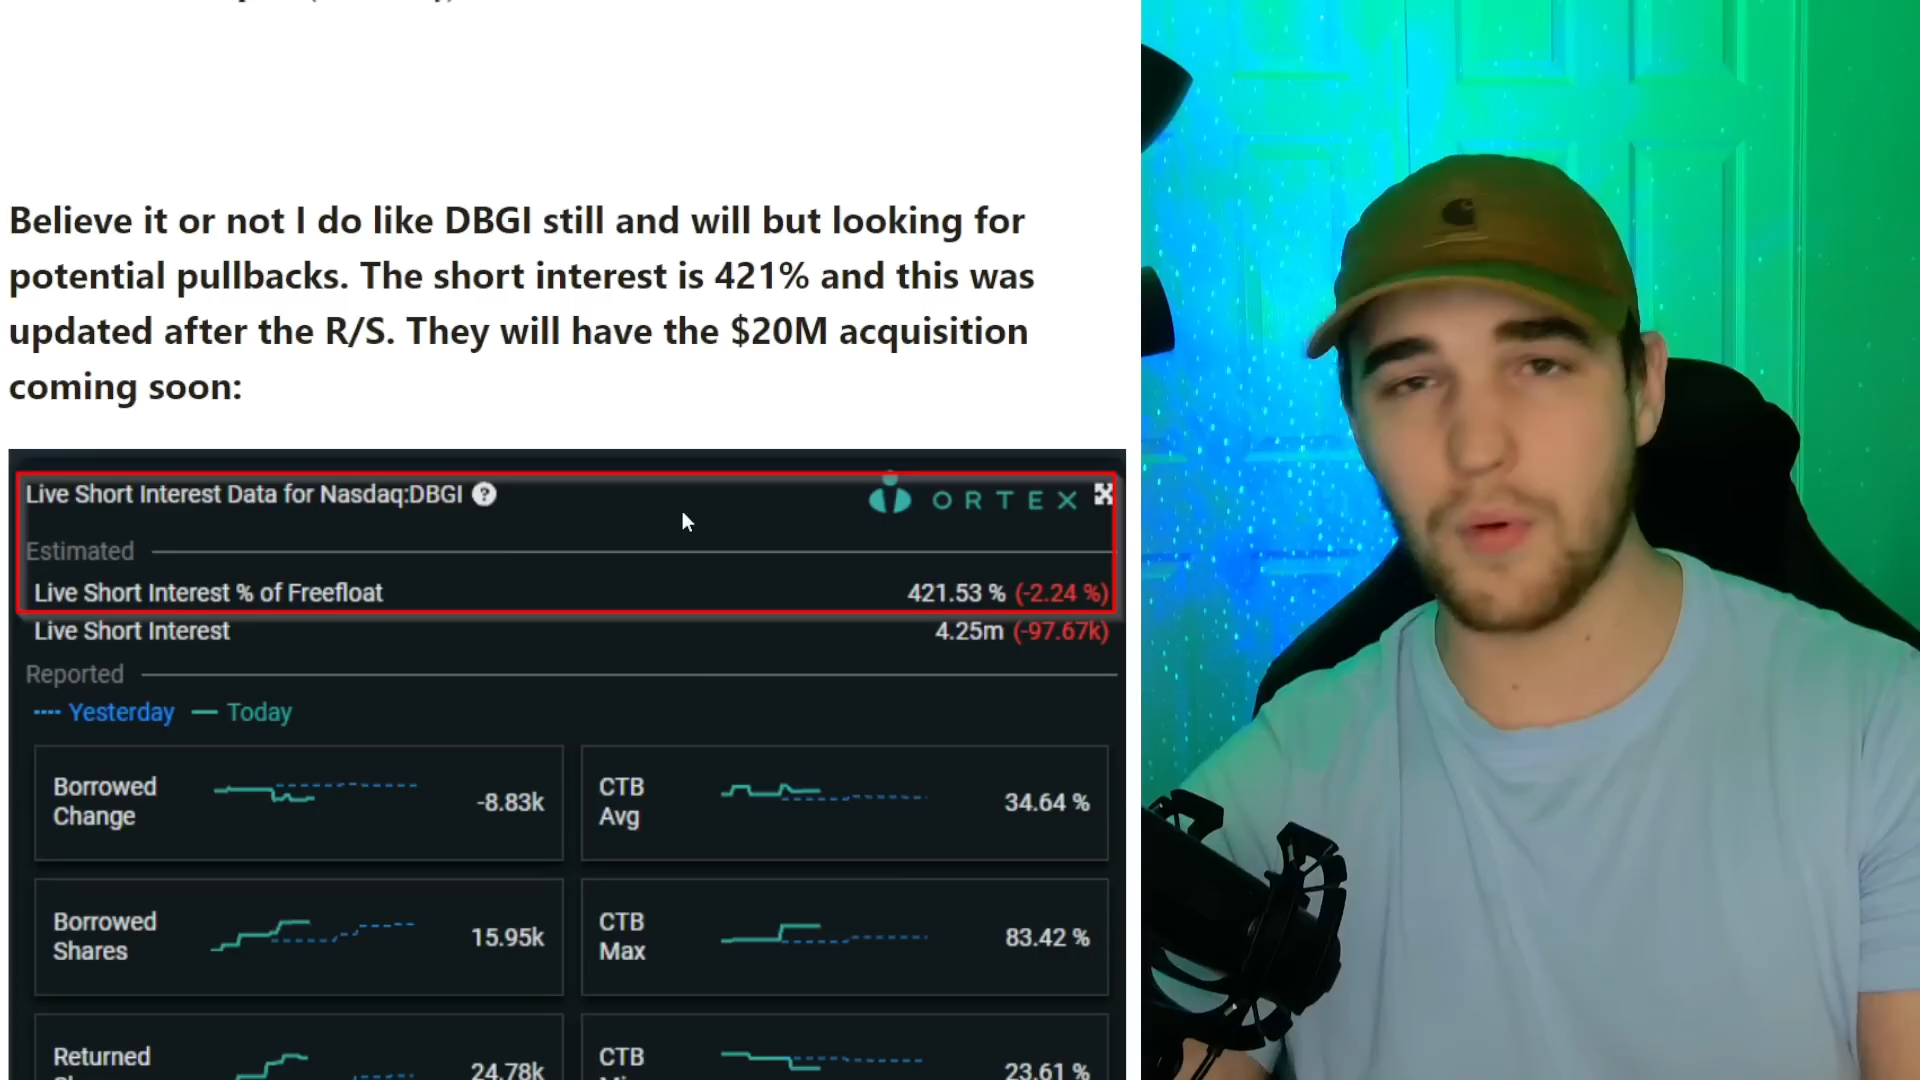 Believe it or not I do like DBGI still and will but looking for
potential pullbacks. The short interest is 421% and this was
updated after the R/S. They will have the $20M acquisition
coming soon:
Live Short Interest Data for Nasdaq:DBGI ?
ORTEX
Estimated
Live Short Interest % of Freefloat 421.53 % (-2.24 %)
Live Short Interest 4.25m (-97.67k)
Reported
Yesterday Today
Borrowed
Change
-8.83k
CTB
Avg
34.64 %
Borrowed
Shares
15.95k
CTB
Max
83.42 %
Returned
24.78k
CTB
23.61 %